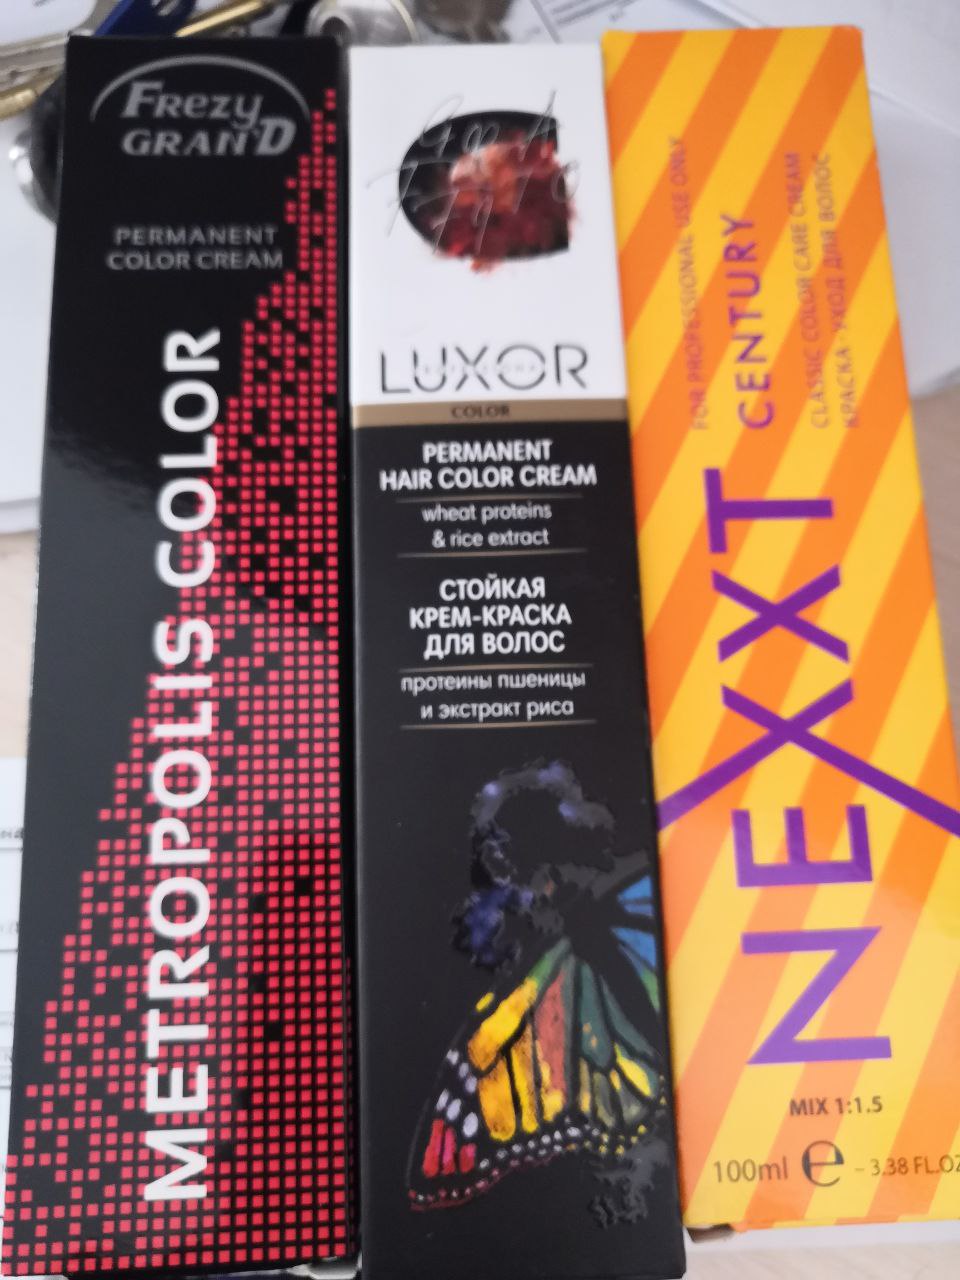 FREZY
GRAN'D
PERMANENT
COLOR CREAM
METROPOLIS COLOR
LUXOR
PROFESSIONAL
COLOR
PERMANENT
HAIR COLOR CREAM
wheat proteins
& rice extract
СТОЙКАЯ
КРЕМ-КРАСКА
ДЛЯ ВОЛОС
протеины пшеницы
и экстракт риса
FOR PROFESSIONAL USE ONLY
NEXXT CENTURY
CLASSIC COLOR CARE CREAM
КРАСКА - УХОД ДЛЯ ВОЛОС
MIX 1:1.5
100ml e – 3.38 FL.OZ